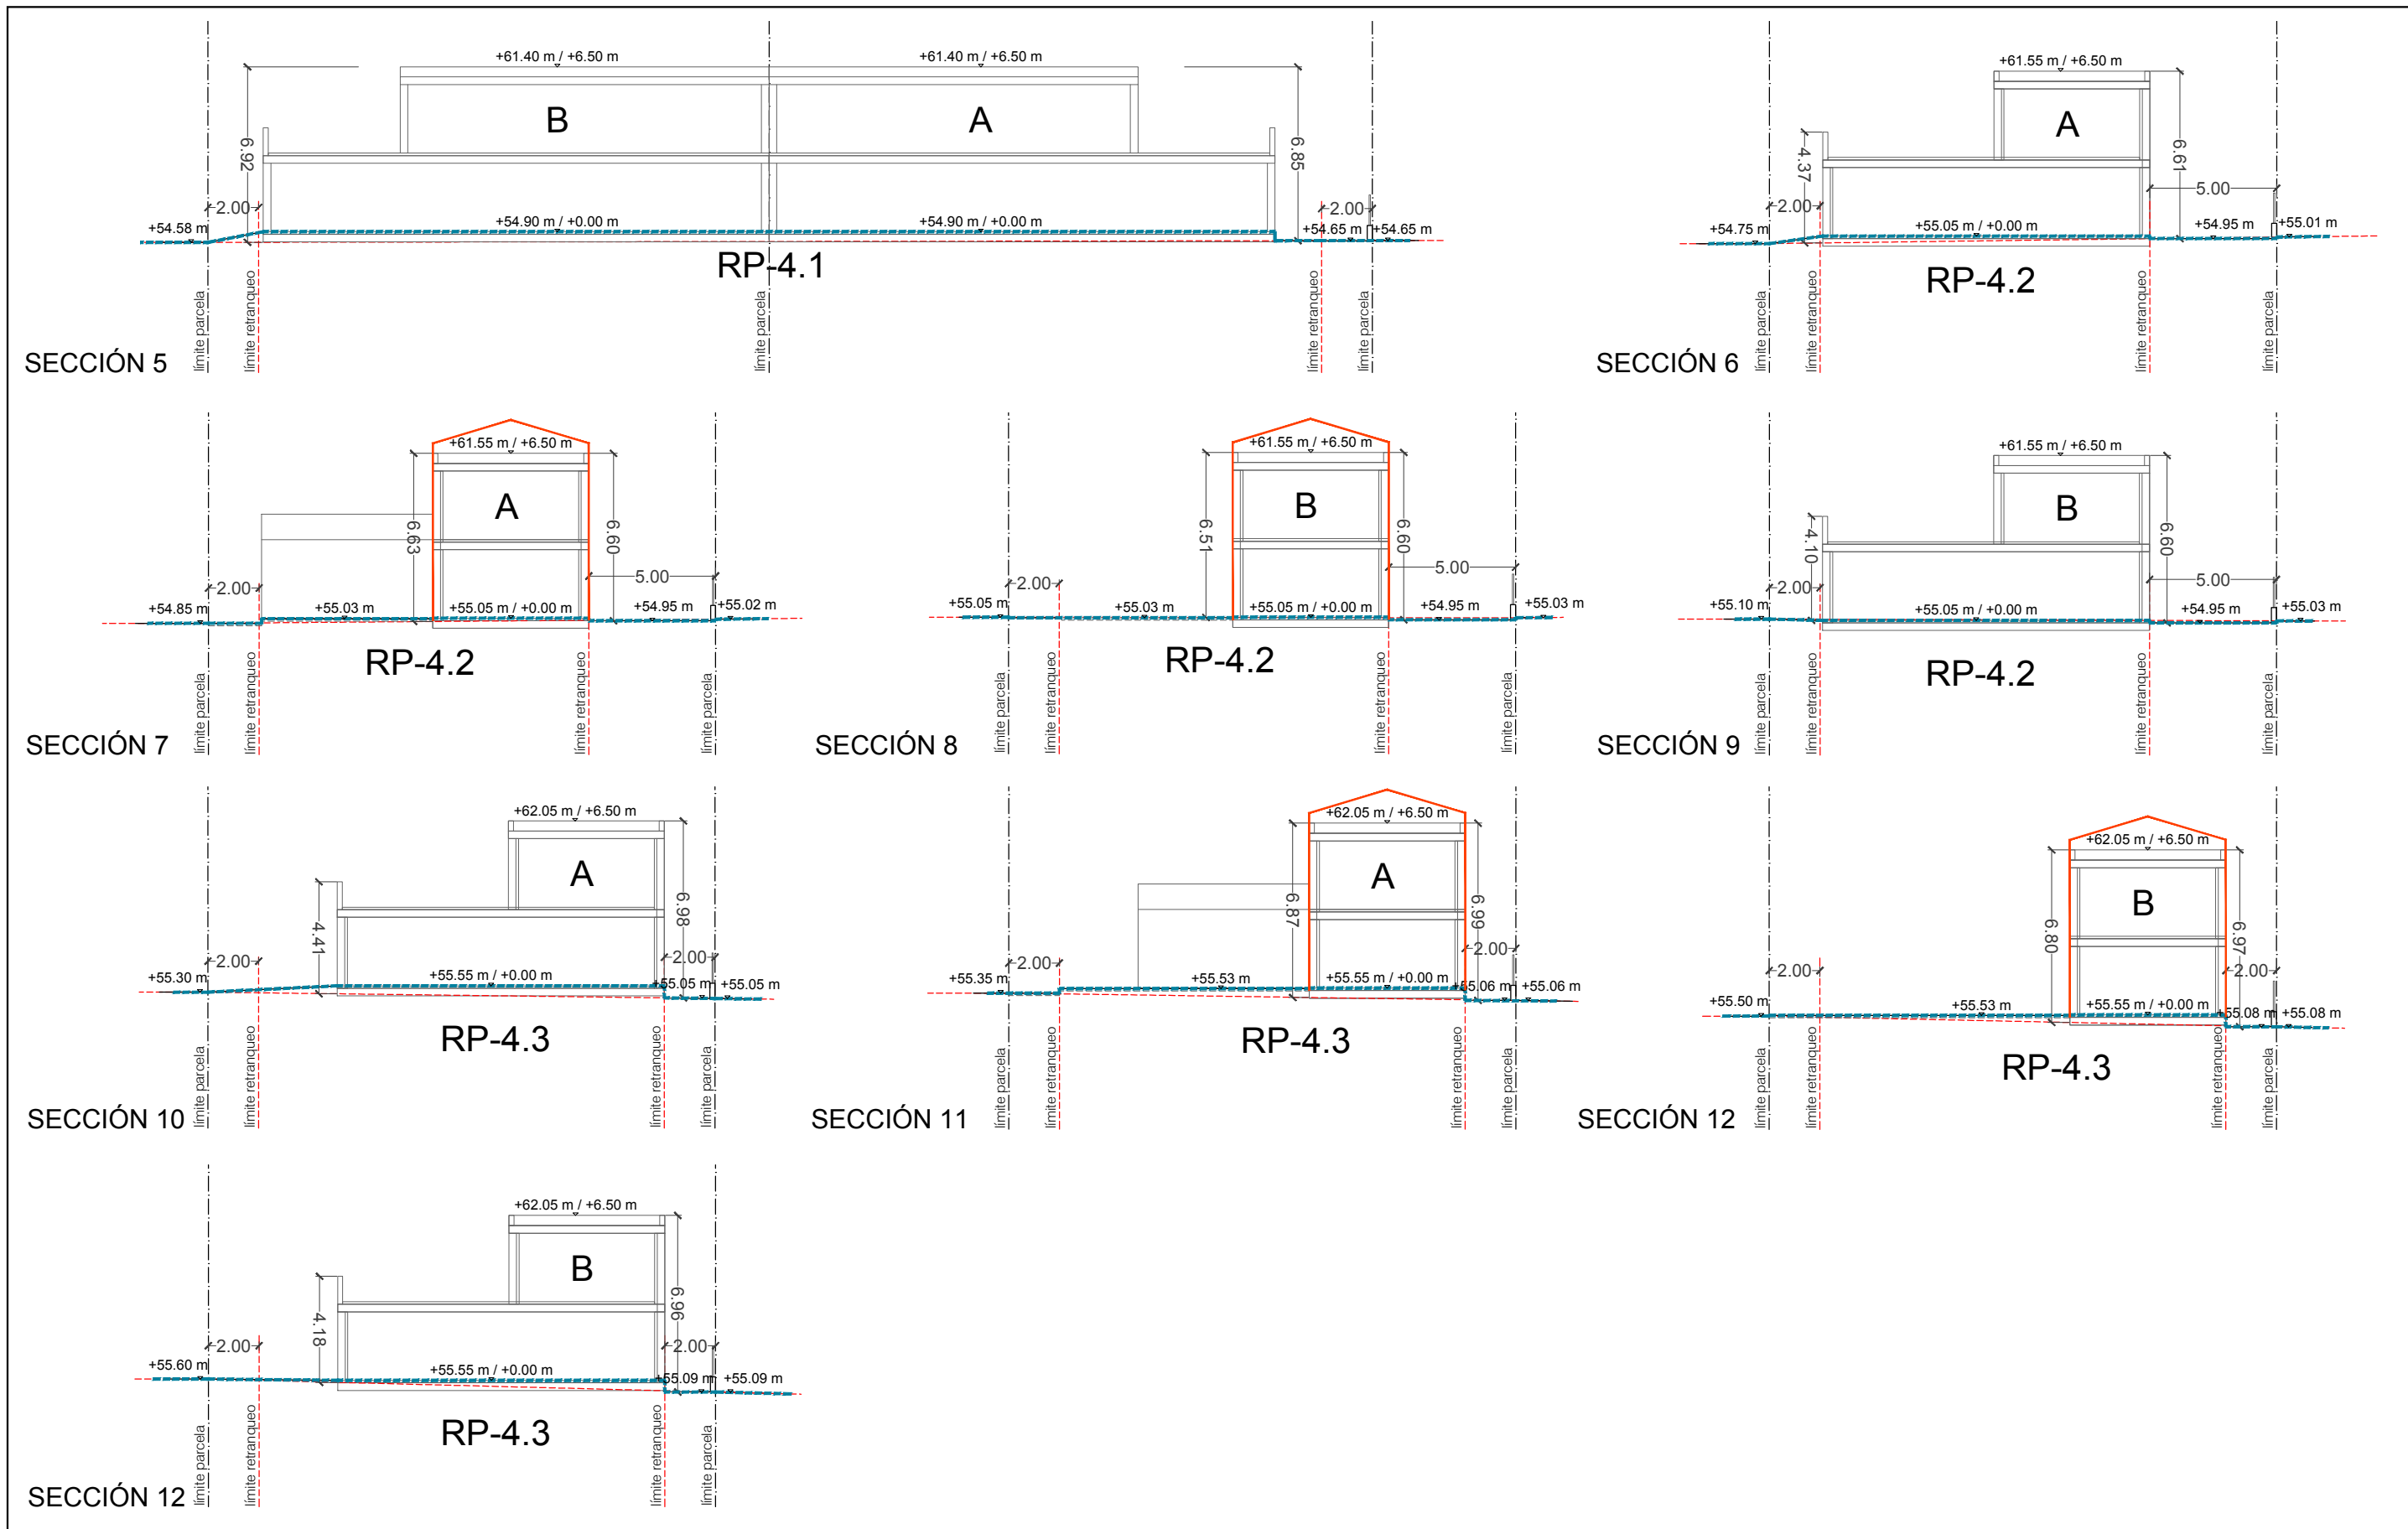 +61.40 m / +6.50 m
+61.40 m / +6.50 m
B
A
6.92
6.85
2.00
2.00
+54.58 m
+54.90 m / +0.00 m
+54.90 m / +0.00 m
+54.65 m
+54.65 m
RP-4.1
límite parcela
límite retranqueo
límite parcela
límite retranqueo
límite parcela
SECCIÓN 5
+61.55 m / +6.50 m
A
4.37
6.61
2.00
5.00
+54.75 m
+55.05 m / +0.00 m
+54.95 m
+55.01 m
RP-4.2
límite parcela
límite retranqueo
límite retranqueo
límite parcela
SECCIÓN 6
+61.55 m / +6.50 m
A
6.63
6.60
2.00
5.00
+54.85 m
+55.03 m
+55.05 m / +0.00 m
+54.95 m
+55.02 m
RP-4.2
límite parcela
límite retranqueo
límite retranqueo
límite parcela
SECCIÓN 7
+61.55 m / +6.50 m
B
6.51
6.60
2.00
5.00
+55.05 m
+55.03 m
+55.05 m / +0.00 m
+54.95 m
+55.03 m
RP-4.2
límite parcela
límite retranqueo
límite retranqueo
límite parcela
SECCIÓN 8
+61.55 m / +6.50 m
B
4.10
6.60
2.00
5.00
+55.10 m
+55.05 m / +0.00 m
+54.95 m
+55.03 m
RP-4.2
límite parcela
límite retranqueo
límite retranqueo
límite parcela
SECCIÓN 9
+62.05 m / +6.50 m
A
4.41
6.98
2.00
2.00
+55.30 m
+55.55 m / +0.00 m
+55.05 m
+55.05 m
RP-4.3
límite parcela
límite retranqueo
límite retranqueo
límite parcela
SECCIÓN 10
+62.05 m / +6.50 m
A
6.87
6.99
2.00
2.00
+55.35 m
+55.53 m
+55.55 m / +0.00 m
+55.06 m
+55.06 m
RP-4.3
límite parcela
límite retranqueo
límite retranqueo
límite parcela
SECCIÓN 11
+62.05 m / +6.50 m
B
6.80
6.97
2.00
2.00
+55.50 m
+55.53 m
+55.55 m / +0.00 m
+55.08 m
+55.08 m
RP-4.3
límite parcela
límite retranqueo
límite retranqueo
límite parcela
SECCIÓN 12
+62.05 m / +6.50 m
B
4.18
6.96
2.00
2.00
+55.60 m
+55.55 m / +0.00 m
+55.09 m
+55.09 m
RP-4.3
límite parcela
límite retranqueo
límite retranqueo
límite parcela
SECCIÓN 12